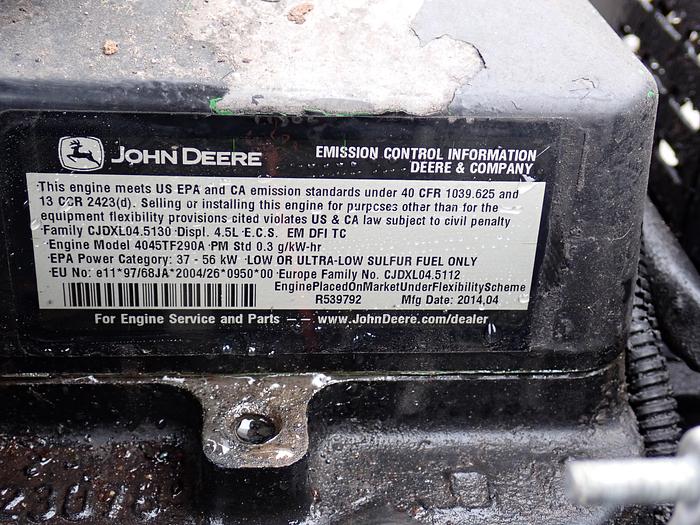 JOHN DEERE
EMISSION CONTROL INFORMATION
DEERE & COMPANY
This engine meets US EPA and CA emission standards under 40 CFR 1039.625 and
13 CCR 2423(d). Selling or installing this engine for purposes other than for the
equipment flexibility provisions cited violates US & CA law subject to civil penalty
Family CJDXL04.5130 Displ. 4.5L E.C.S. EM DFI TC
Engine Model 4045TF290A PM Std 0.3 g/kW-hr
EPA Power Category: 37 - 56 kW LOW OR ULTRA-LOW SULFUR FUEL ONLY
EU No: e11*97/68JA*2004/26*0950*00 Europe Family No. CJDXL04.5112
EnginePlacedOnMarketUnderFlexibilityScheme
R539792 Mfg Date: 2014.04
For Engine Service and Parts — www.JohnDeere.com/dealer